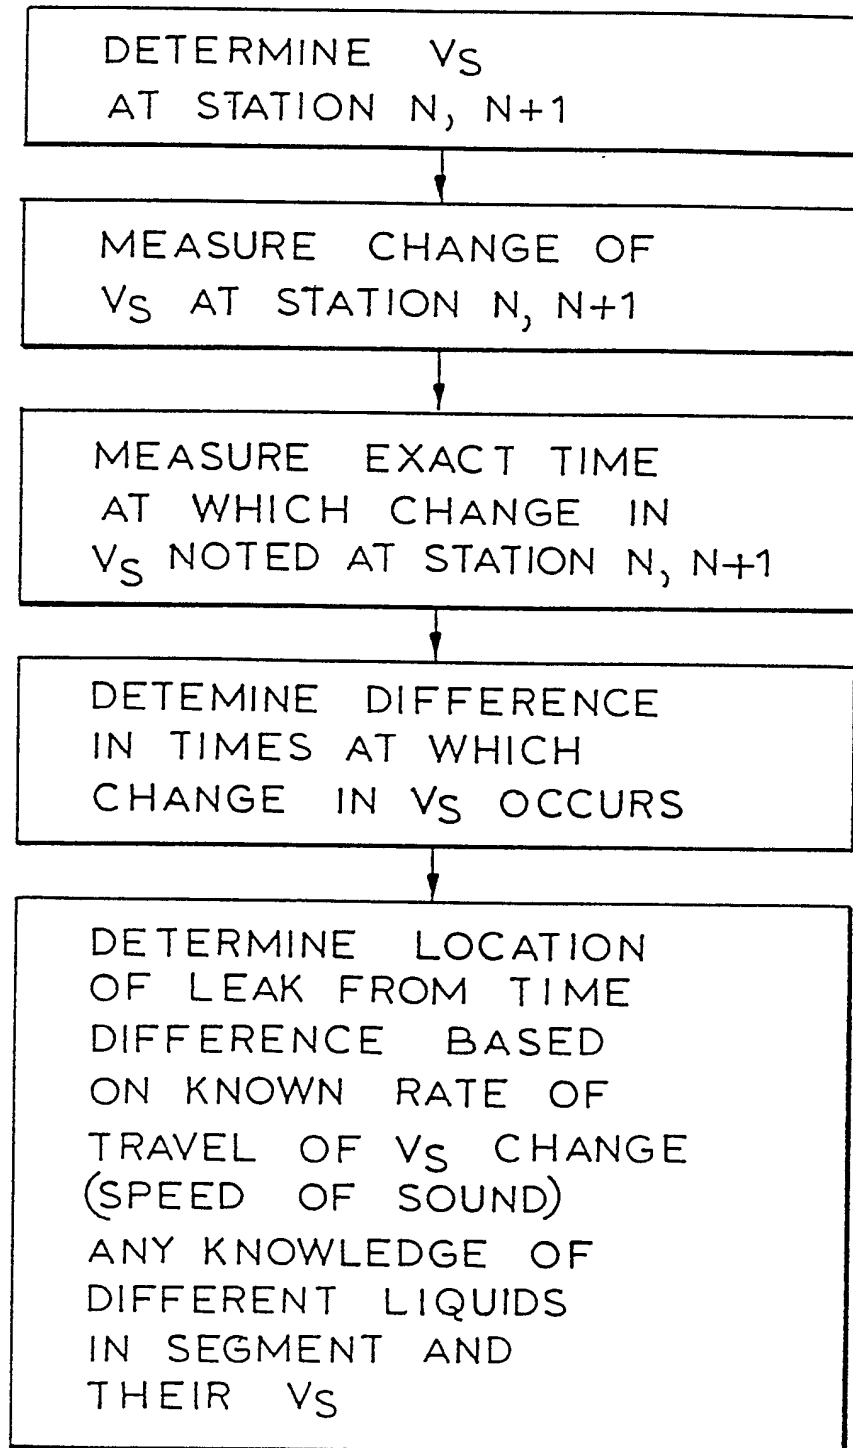 DETERMINE VS
AT STATION N, N+1
MEASURE CHANGE OF
VS AT STATION N, N+1
MEASURE EXACT TIME
AT WHICH CHANGE IN
VS NOTED AT STATION N, N+1
DETEMINE DIFFERENCE
IN TIMES AT WHICH
CHANGE IN VS OCCURS
DETERMINE LOCATION
OF LEAK FROM TIME
DIFFERENCE BASED
ON KNOWN RATE OF
TRAVEL OF VS CHANGE
(SPEED OF SOUND)
ANY KNOWLEDGE OF
DIFFERENT LIQUIDS
IN SEGMENT AND
THEIR VS